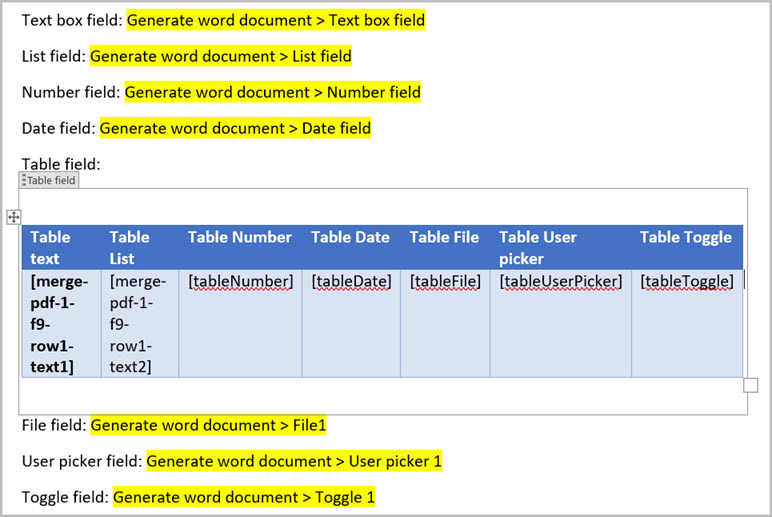 Text box field: Generate word document > Text box field
List field: Generate word document > List field
Number field: Generate word document > Number field
Date field: Generate word document > Date field
Table field:
Table field
Table text Table List Table Number Table Date Table File Table User picker Table Toggle
[merge-pdf-1-f9-row1-text1] [merge-pdf-1-f9-row1-text2] [tableNumber] [tableDate] [tableFile] [tableUserPicker] [tableToggle]
File field: Generate word document > File1
User picker field: Generate word document > User picker 1
Toggle field: Generate word document > Toggle 1